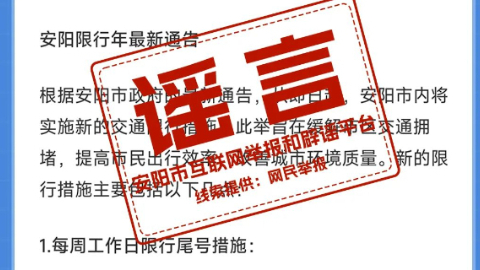 安阳限行年最新通告
根据安阳市政府的最新通告，从即日起，安阳市内将
实施新的交通限行措施。此举旨在缓解市区交通拥
堵，提高市民出行效率，改善城市环境质量。新的限
行措施主要包括以下几点：
1.每周工作日限行尾号措施：
谣言
安阳市互联网举报和辟谣平台
线索提供：网民举报